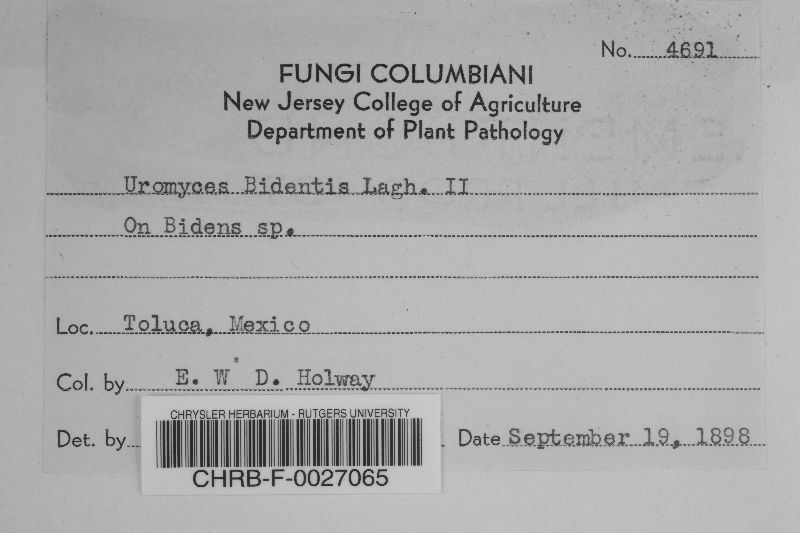 No. 4691
FUNGI COLUMBIANI
New Jersey College of Agriculture
Department of Plant Pathology
Uromyces Bidentis Lagh. II
On Bidens sp.
Loc. Toluca, Mexico
Col. by E. W. D. Holway
Det. by Date September 19, 1898
CHRYSLER HERBARIUM - RUTGERS UNIVERSITY
CHRB-F-0027065